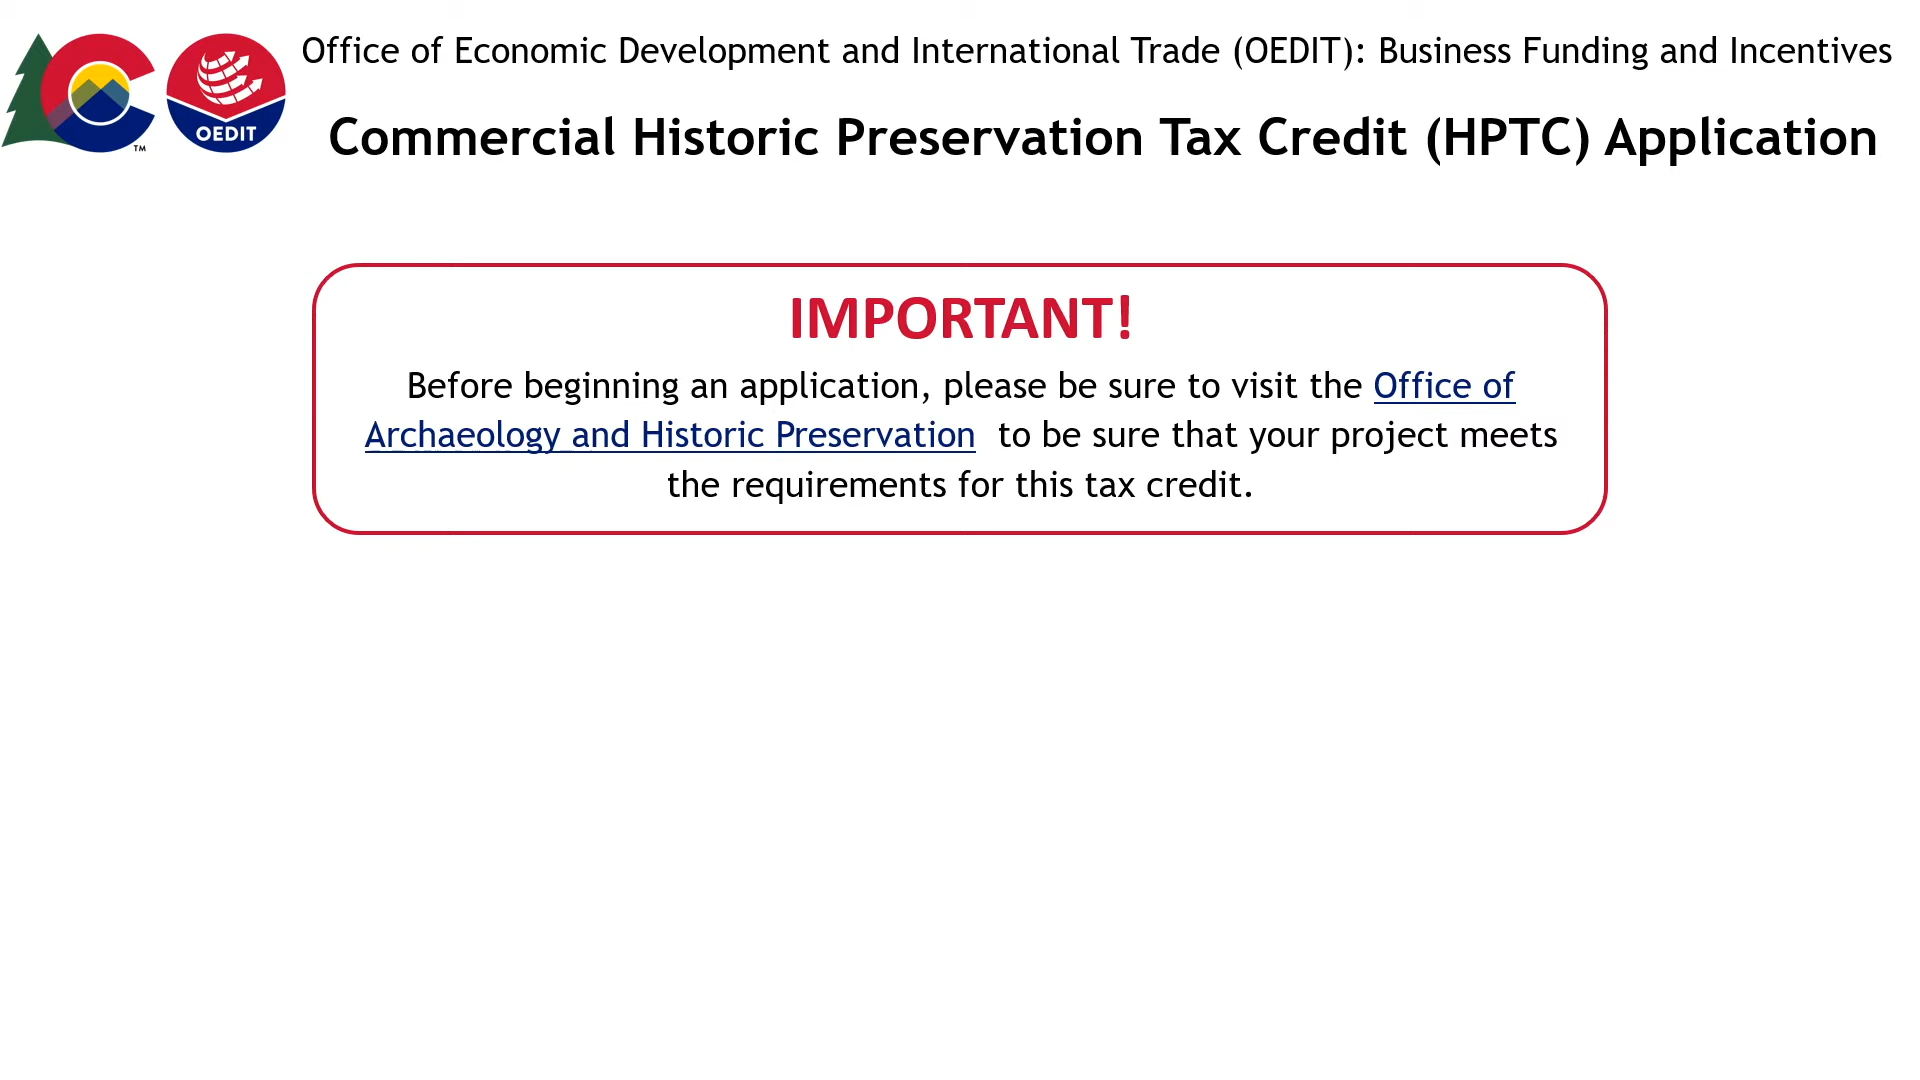 Office of Economic Development and International Trade (OEDIT): Business Funding and Incentives
Commercial Historic Preservation Tax Credit (HPTC) Application
TM
OEDIT
IMPORTANT!
Before beginning an application, please be sure to visit the Office of
Archaeology and Historic Preservation to be sure that your project meets
the requirements for this tax credit.